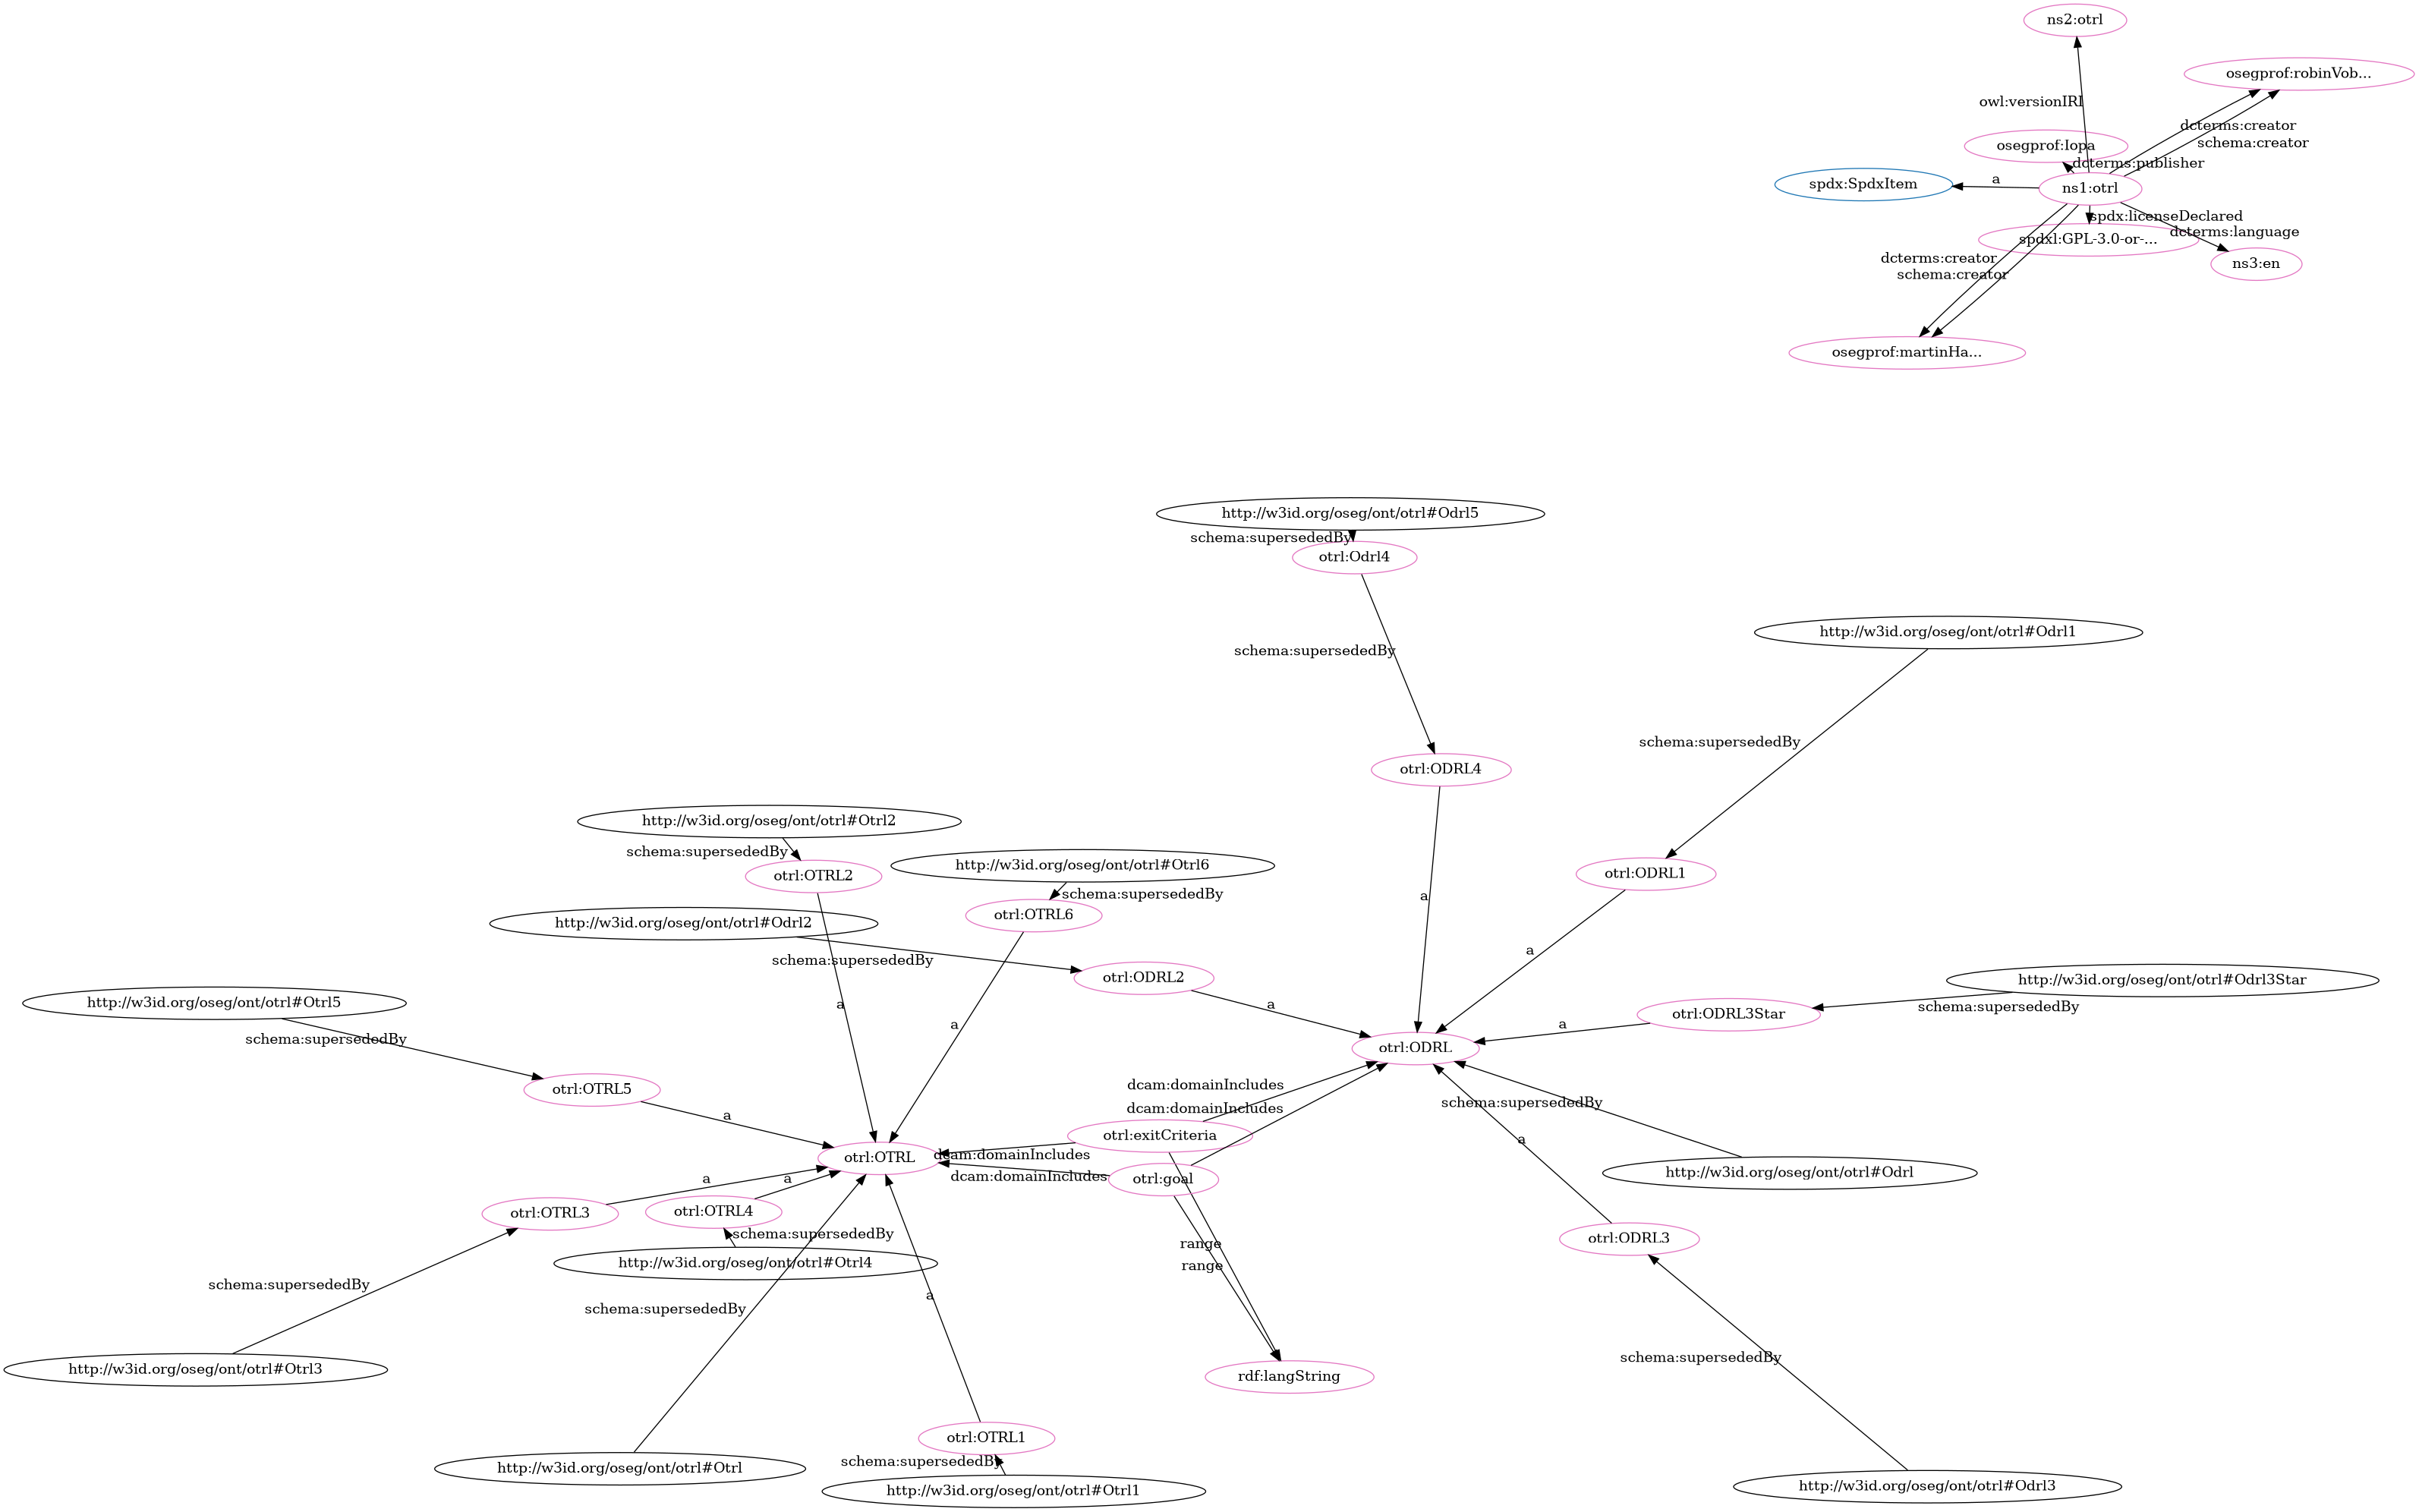 ns2:otrl
osegprof:robinVob...
owl:versionIRI
dcterms:creator
schema:creator
osegprof:Iopa
dcterms:publisher
spdx:SpdxItem
a
ns1:otrl
spdx:licenseDeclared
dcterms:language
spdxl:GPL-3.0-or-...
ns3:en
dcterms:creator
schema:creator
osegprof:martinHa...
http://w3id.org/oseg/ont/otrl#Odrl5
schema:supersededBy
otrl:Odrl4
http://w3id.org/oseg/ont/otrl#Odrl1
schema:supersededBy
schema:supersededBy
otrl:ODRL4
http://w3id.org/oseg/ont/otrl#Otrl2
schema:supersededBy
otrl:OTRL2
http://w3id.org/oseg/ont/otrl#Otrl6
schema:supersededBy
otrl:ODRL1
a
otrl:OTRL6
http://w3id.org/oseg/ont/otrl#Odrl2
schema:supersededBy
a
otrl:ODRL2
http://w3id.org/oseg/ont/otrl#Odrl3Star
schema:supersededBy
http://w3id.org/oseg/ont/otrl#Otrl5
schema:supersededBy
a
a
a
otrl:ODRL3Star
a
otrl:ODRL
otrl:OTRL5
a
dcam:domainIncludes
dcam:domainIncludes
schema:supersededBy
otrl:exitCriteria
a
otrl:OTRL
dcam:domainIncludes
dcam:domainIncludes
otrl:goal
http://w3id.org/oseg/ont/otrl#Odrl
a
a
otrl:OTRL3
otrl:OTRL4
schema:supersededBy
range
range
otrl:ODRL3
http://w3id.org/oseg/ont/otrl#Otrl4
schema:supersededBy
a
schema:supersededBy
schema:supersededBy
http://w3id.org/oseg/ont/otrl#Otrl3
rdf:langString
otrl:OTRL1
schema:supersededBy
http://w3id.org/oseg/ont/otrl#Otrl
http://w3id.org/oseg/ont/otrl#Otrl1
http://w3id.org/oseg/ont/otrl#Odrl3